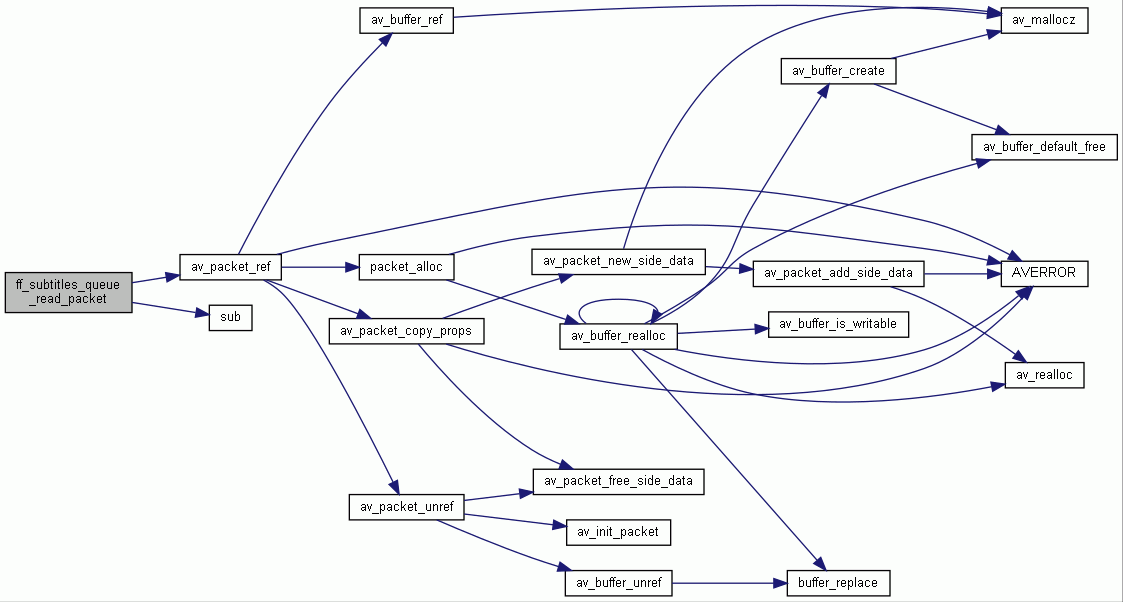 av_buffer_ref
av_mallocz
av_buffer_create
av_buffer_default_free
av_packet_ref
packet_alloc
av_packet_new_side_data
av_packet_add_side_data
AVERROR
ff_subtitles_queue
_read_packet
sub
av_packet_copy_props
av_buffer_realloc
av_buffer_is_writable
av_realloc
av_packet_free_side_data
av_packet_unref
av_init_packet
av_buffer_unref
buffer_replace